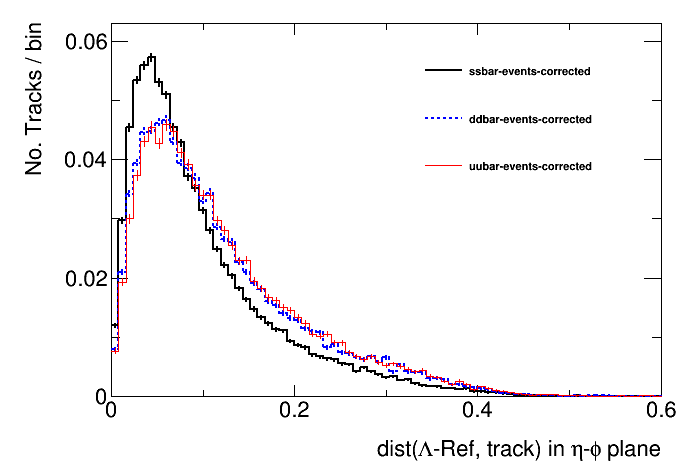 No. Tracks / bin
0.06
0.04
0.02
0
ssbar-events-corrected
ddbar-events-corrected
uubar-events-corrected
0 0.2 0.4 0.6
dist(Λ-Ref, track) in η-ϕ plane